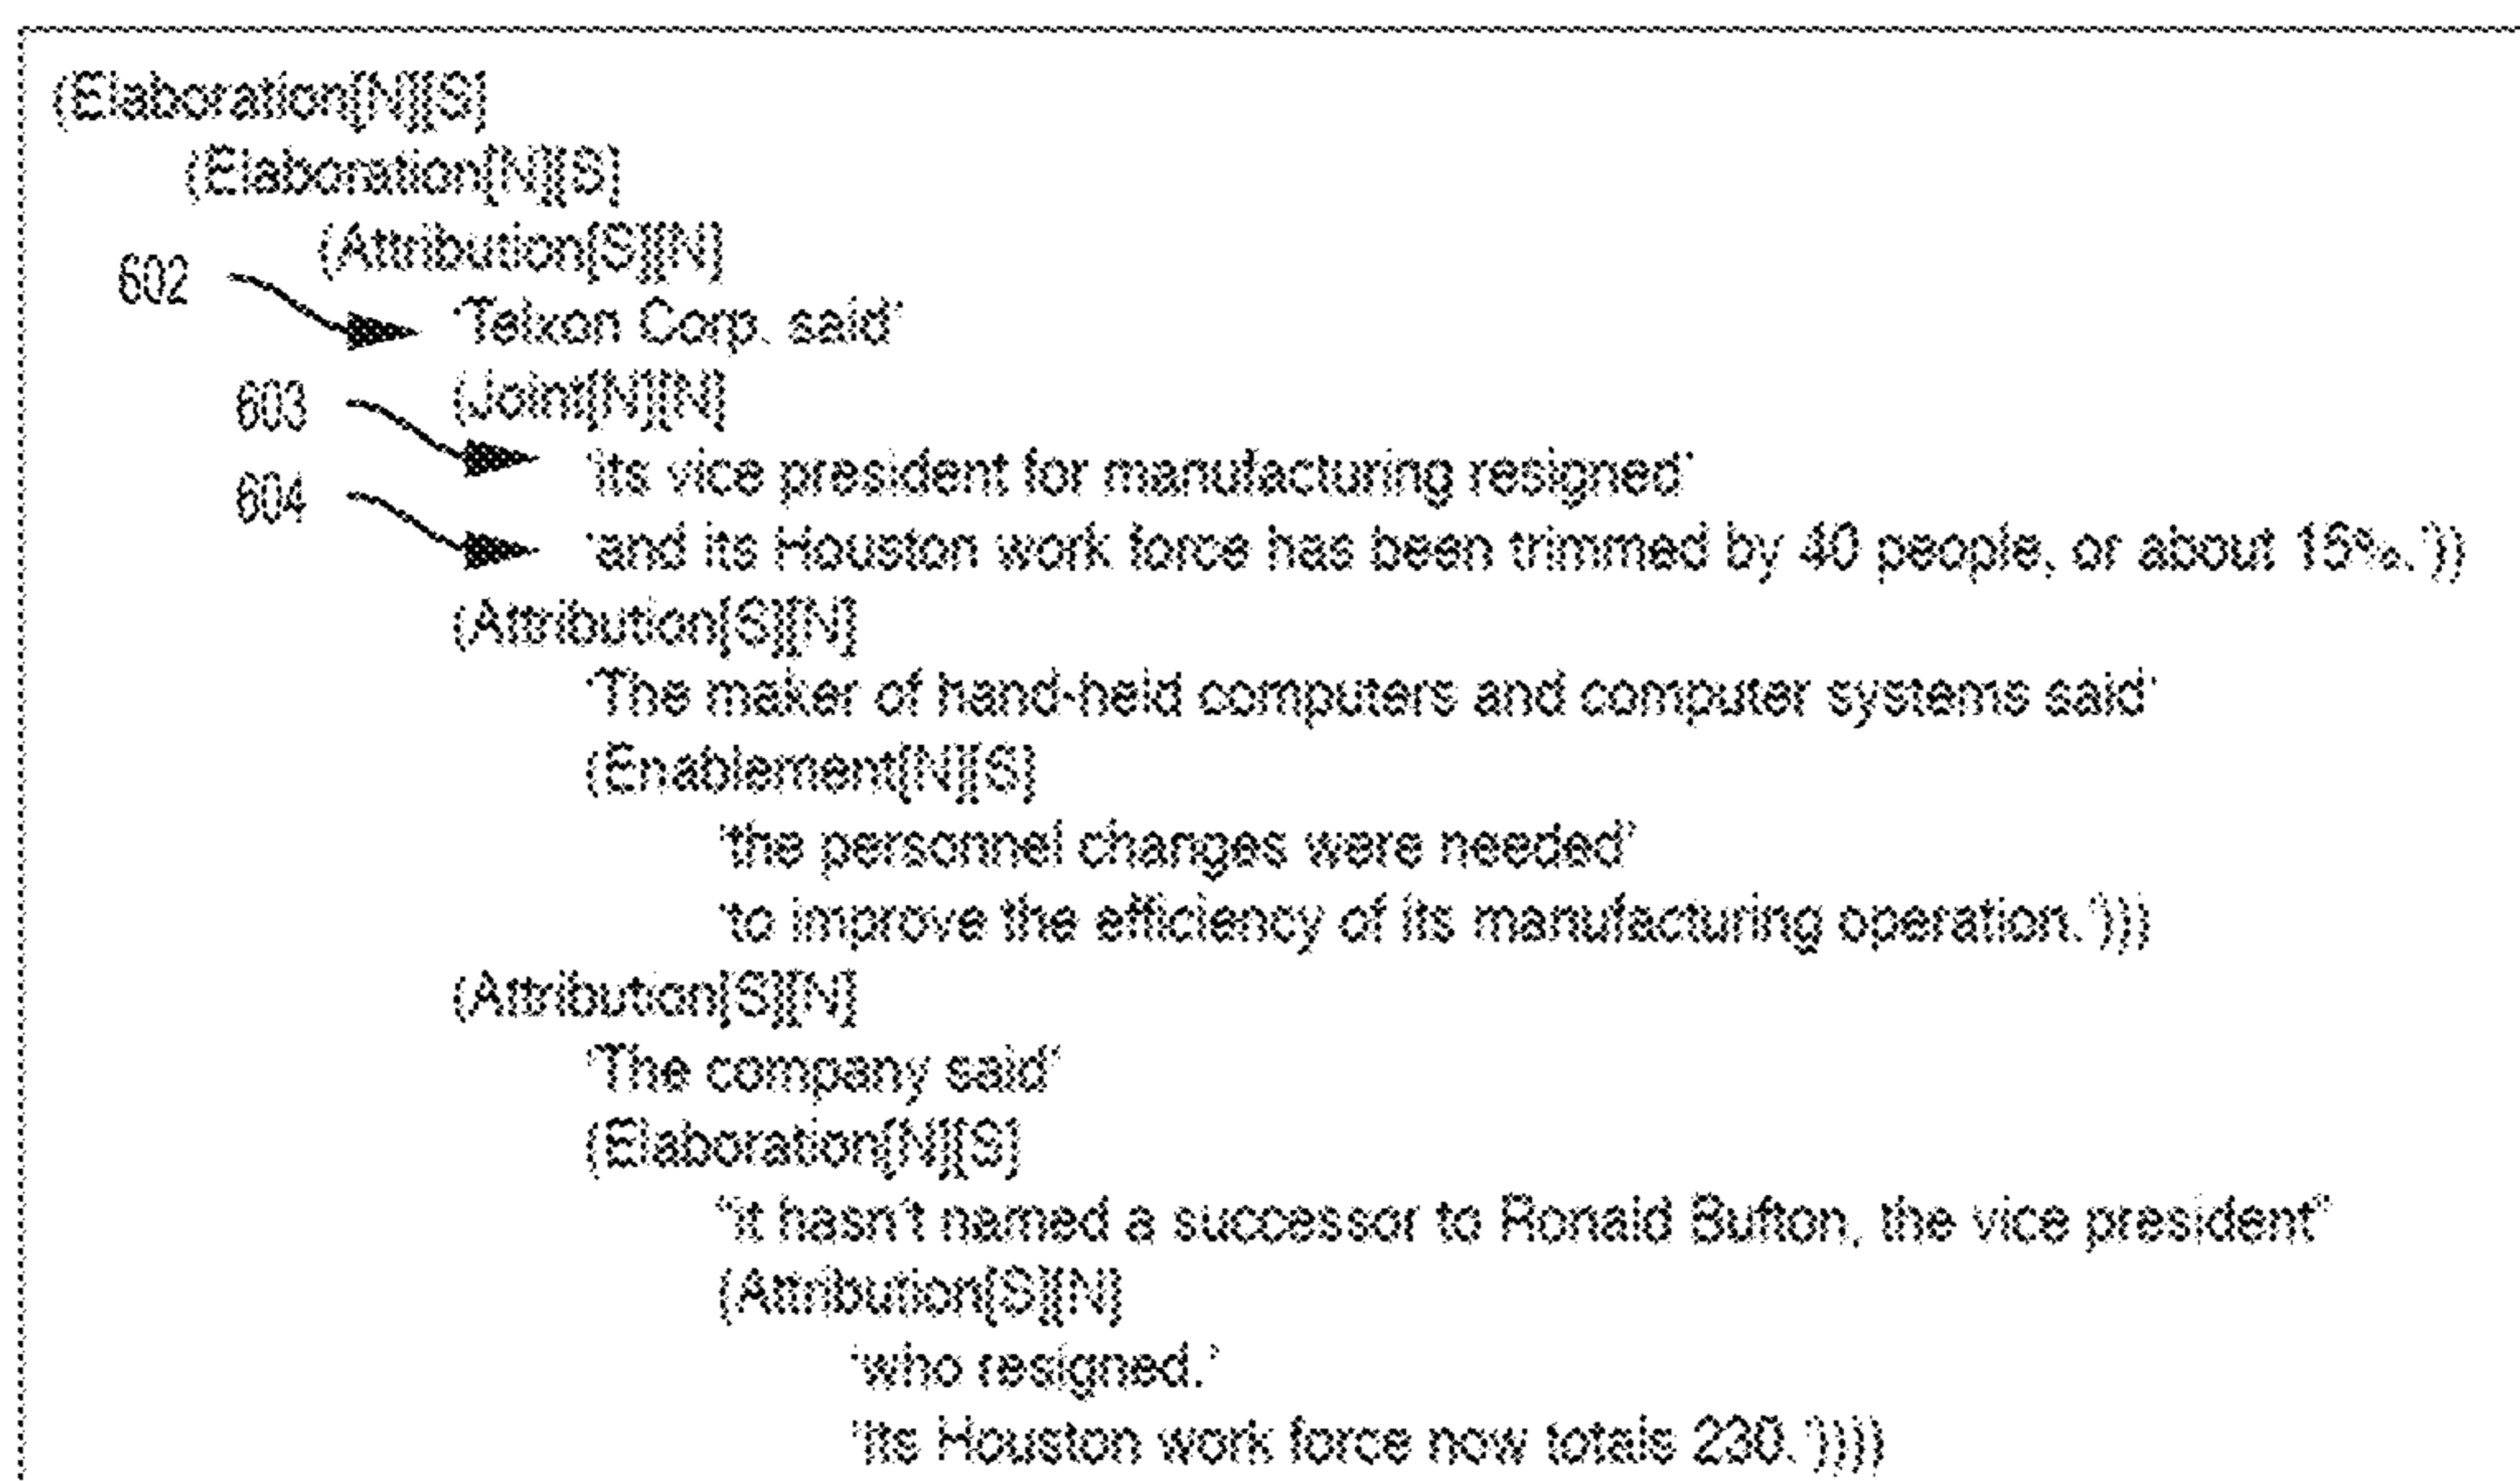 (Elaboration[N][S]
(Elaboration[N][S]
(Attribution[S][N]
602
'Telxon Corp. said'
603
(Joint[N][N]
'its vice president for manufacturing resigned'
604
'and its Houston work force has been trimmed by 40 people, or about 15%.'))
(Attribution[S][N]
'The maker of hand-held computers and computer systems said'
(Enablement[N][S]
'the personnel changes were needed'
'to improve the efficiency of its manufacturing operation.')))
(Attribution[S][N]
'The company said'
(Elaboration[N][S]
'it hasn't named a successor to Ronald Bufton, the vice president'
(Attribution[S][N]
'who resigned.'
'Its Houston work force now totals 230.'))))